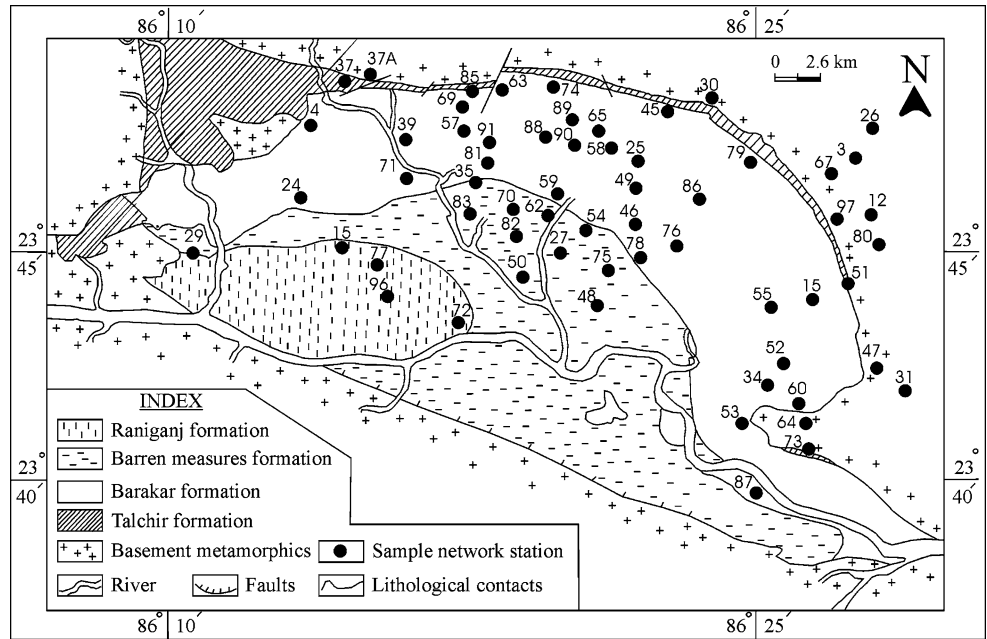 86° 10´ 86° 25´
0 2.6 km
N
37 37A
85 63 74 30
69 89 45 26
4 57 91 88 90 65 58 3
39 81 25 79 67
71 35 49 86
24 83 70 62 59 97 12
82 54 46 76 80
23° 45´ 29 15 77 27 78 23° 45´
96 50 75 51
72 48 55 15
52 47
34 31
60
53 64
73
87
INDEX
Raniganj formation
Barren measures formation
Barakar formation
Talchir formation
Basement metamorphics Sample network station
River Faults Lithological contacts
23° 40´ 23° 40´
86° 10´ 86° 25´